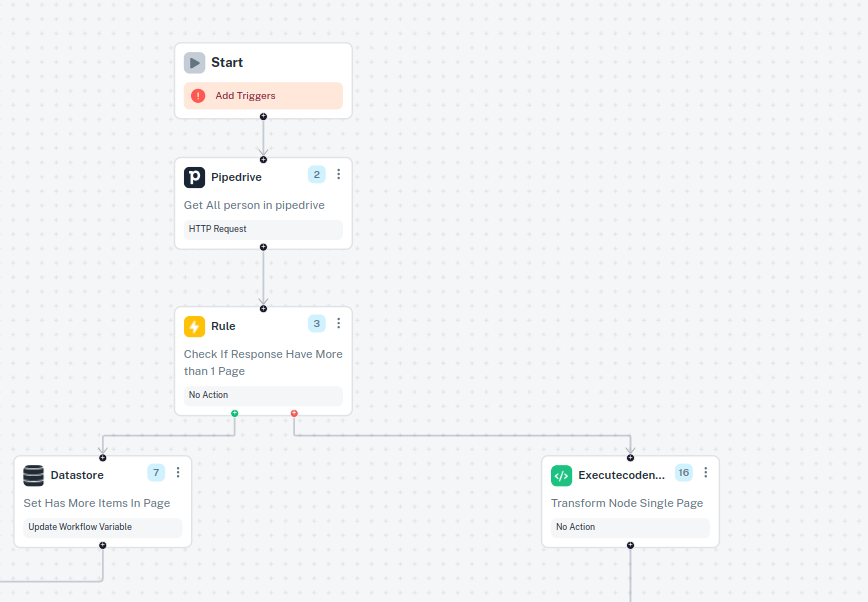 Start
Add Triggers
Pipedrive
2
Get All person in pipedrive
HTTP Request
Rule
3
Check If Response Have More
than 1 Page
No Action
Datastore
7
Set Has More Items In Page
Update Workflow Variable
Executecoden...
16
Transform Node Single Page
No Action